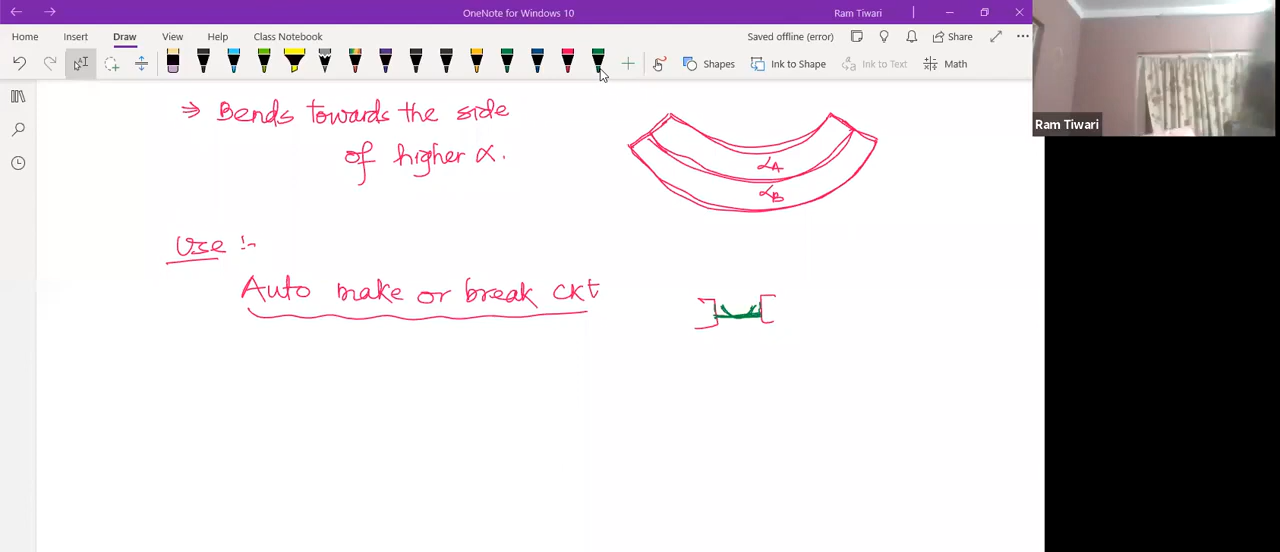 OneNote for Windows 10
Ram Tiwari
Home Insert Draw View Help Class Notebook
Saved offline (error)
Share
Shapes
Ink to Shape
Ink to Text
Math
⇒ Bends towards the side
of higher α.
α_A
α_B
Use :-
Auto make or break ckt
Ram Tiwari